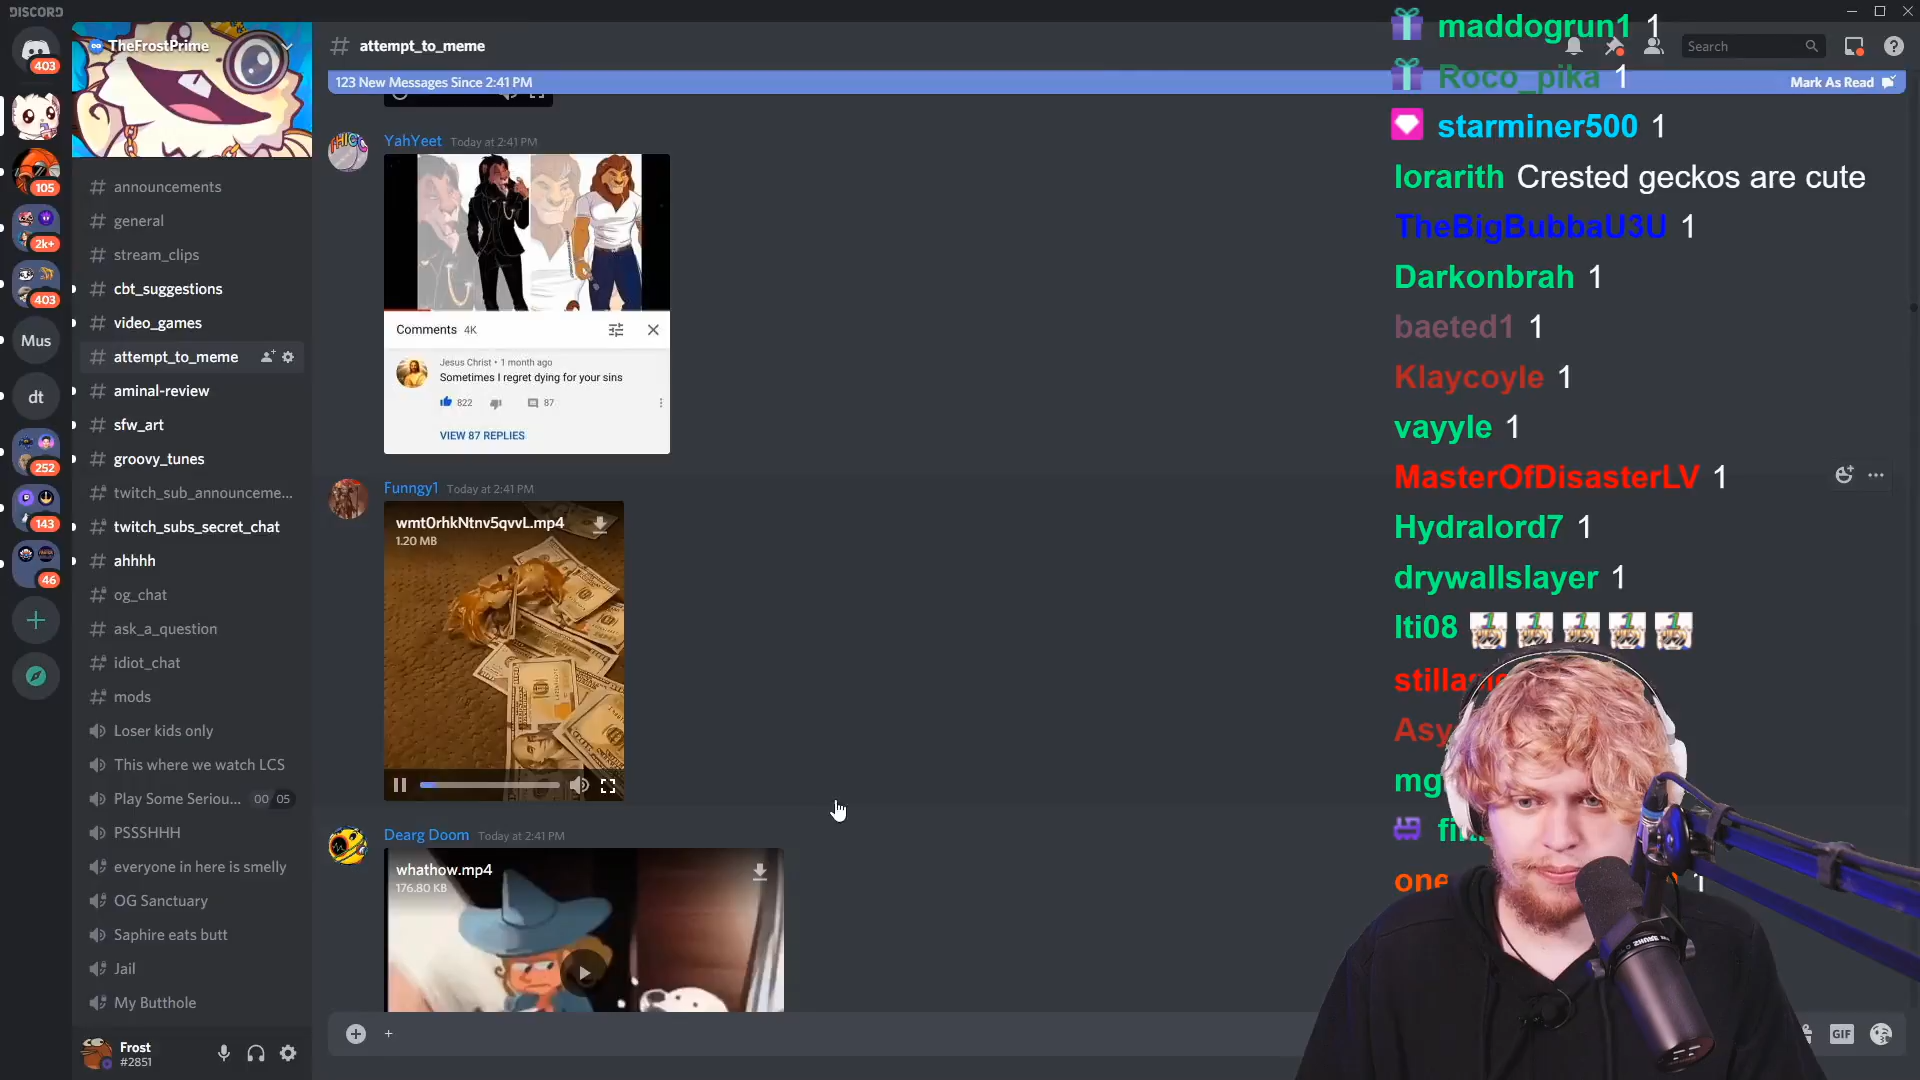 DISCORD
403
105
2k+
403
Mus
dt
252
143
46
TheFrostPrime
announcements
general
stream_clips
cbt_suggestions
video_games
attempt_to_meme
aminal-review
sfw_art
groovy_tunes
twitch_sub_announceme...
twitch_subs_secret_chat
ahhhh
og_chat
ask_a_question
idiot_chat
mods
Loser kids only
This where we watch LCS
Play Some Seriou... 00 05
PSSSHHH
everyone in here is smelly
OG Sanctuary
Saphire eats butt
Jail
My Butthole
Frost
#2851
# attempt_to_meme
Search
123 New Messages Since 2:41 PM
Mark As Read
YahYeet Today at 2:41 PM
Comments 4K
Jesus Christ • 1 month ago
Sometimes I regret dying for your sins
822 87
VIEW 87 REPLIES
Funngy1 Today at 2:41 PM
wmt0rhkNtnv5qvvL.mp4
1.20 MB
Dearg Doom Today at 2:41 PM
whathow.mp4
176.80 KB
+
GIF
maddogrun1 1
Roco_pika 1
starminer500 1
lorarith Crested geckos are cute
TheBigBubbaU3U 1
Darkonbrah 1
baeted1 1
Klaycoyle 1
vayyle 1
MasterOfDisasterLV 1
Hydralord7 1
drywallslayer 1
lti08
mg
one 1